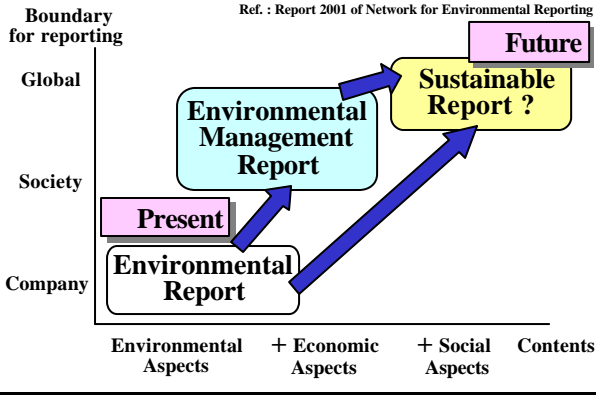 Ref. : Report 2001 of Network for Environmental Reporting
Boundary
for reporting
Future
Global
Sustainable
Report ?
Environmental
Management
Report
Society
Present
Environmental
Report
Company
Environmental
Aspects
+ Economic
Aspects
+ Social
Aspects
Contents